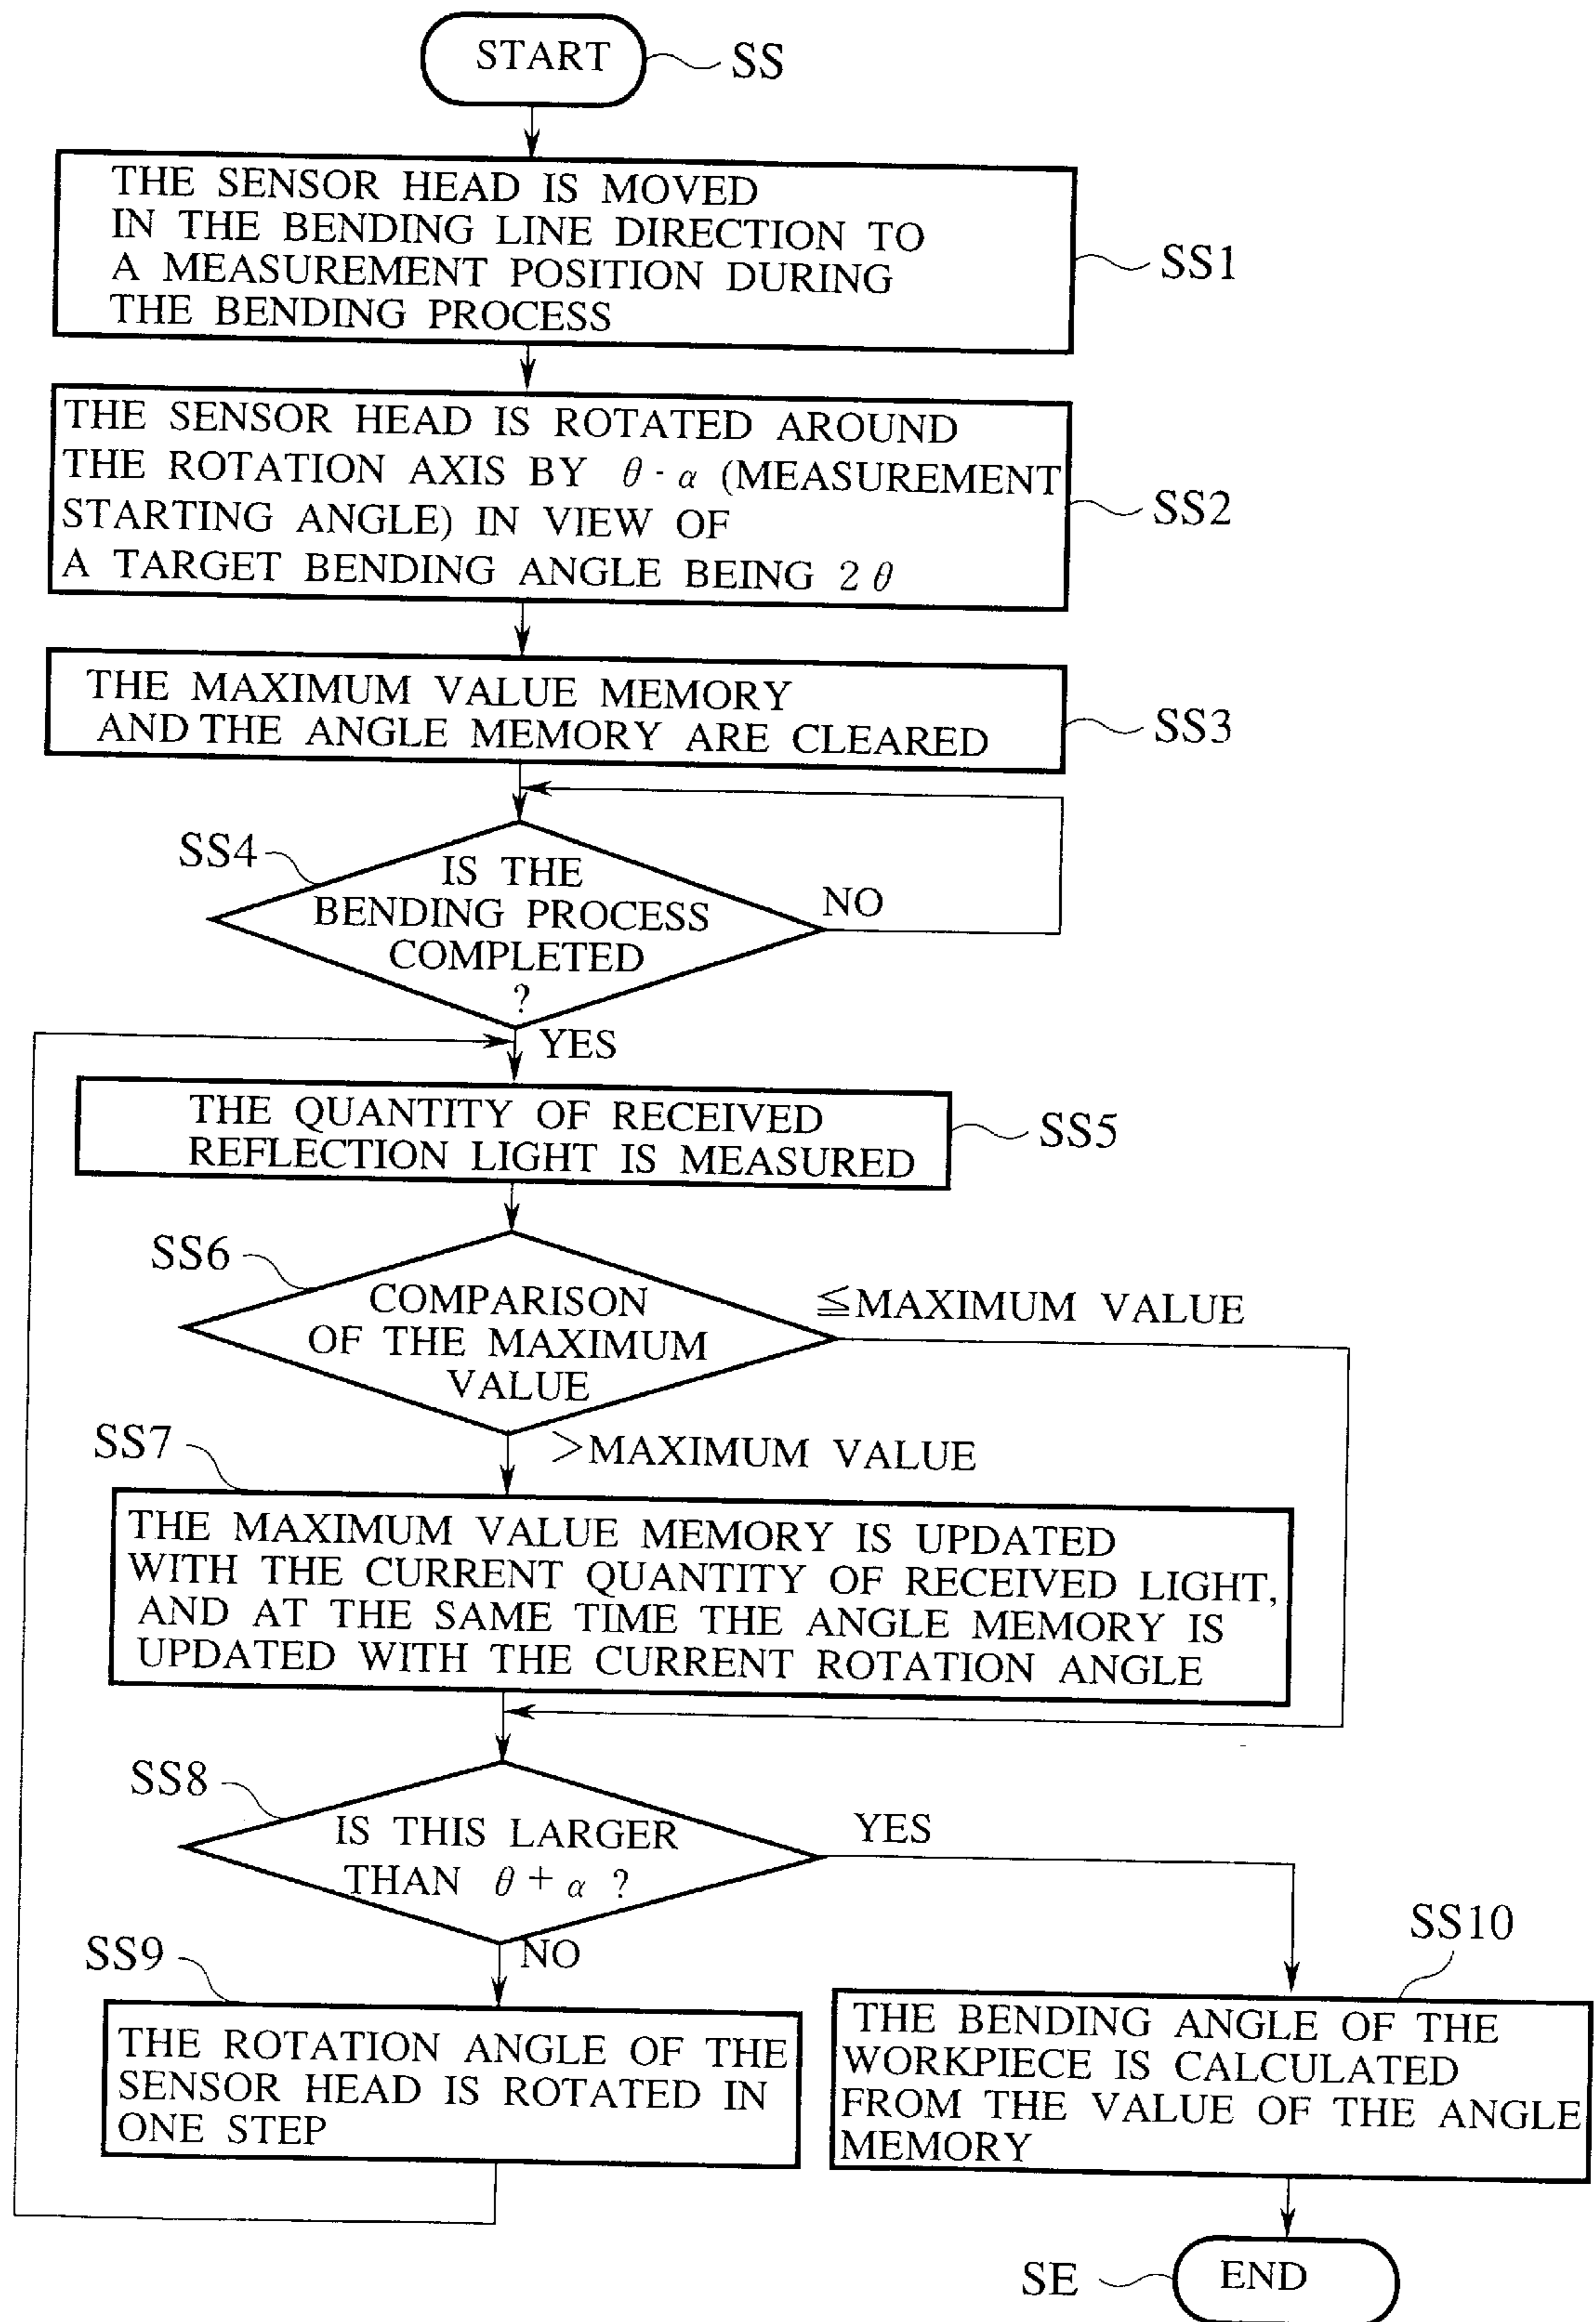 START
SS
THE SENSOR HEAD IS MOVED
IN THE BENDING LINE DIRECTION TO
A MEASUREMENT POSITION DURING
THE BENDING PROCESS
SS1
THE SENSOR HEAD IS ROTATED AROUND
THE ROTATION AXIS BY θ - α (MEASUREMENT
STARTING ANGLE) IN VIEW OF
A TARGET BENDING ANGLE BEING 2 θ
SS2
THE MAXIMUM VALUE MEMORY
AND THE ANGLE MEMORY ARE CLEARED
SS3
SS4
IS THE
BENDING PROCESS
COMPLETED
?
NO
YES
THE QUANTITY OF RECEIVED
REFLECTION LIGHT IS MEASURED
SS5
SS6
COMPARISON
OF THE MAXIMUM
VALUE
≦MAXIMUM VALUE
>MAXIMUM VALUE
SS7
THE MAXIMUM VALUE MEMORY IS UPDATED
WITH THE CURRENT QUANTITY OF RECEIVED LIGHT,
AND AT THE SAME TIME THE ANGLE MEMORY IS
UPDATED WITH THE CURRENT ROTATION ANGLE
SS8
IS THIS LARGER
THAN θ + α ?
YES
NO
SS9
THE ROTATION ANGLE OF THE
SENSOR HEAD IS ROTATED IN
ONE STEP
SS10
THE BENDING ANGLE OF THE
WORKPIECE IS CALCULATED
FROM THE VALUE OF THE ANGLE
MEMORY
SE
END